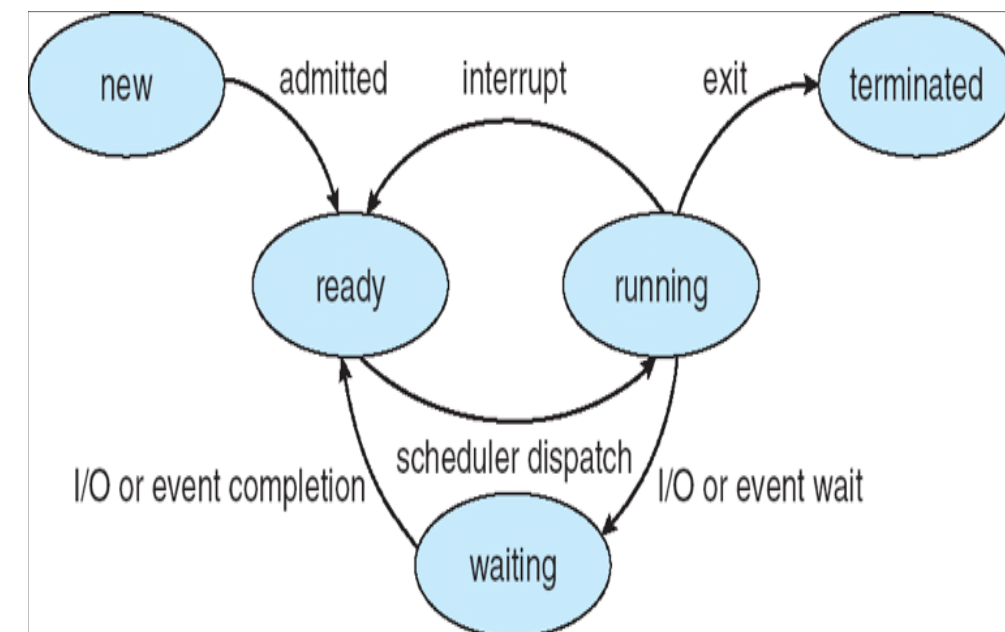 new
admitted
interrupt
exit
terminated
ready
running
scheduler dispatch
I/O or event completion
I/O or event wait
waiting